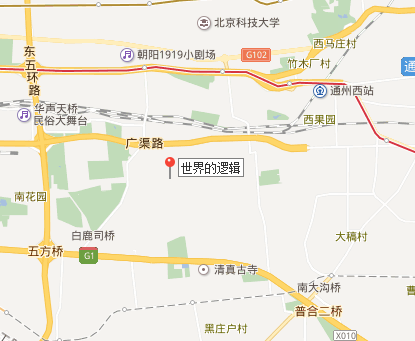 北京科技大学
东五环路
朝阳1919小剧场
G102
西马庄村
竹木厂村
通
通州西站
华声天桥
民俗大舞台
西果园
广渠路
世界的逻辑
南花园
白鹿司桥
大稿村
五方桥
G1
清真古寺
南大沟桥
普合二桥
黑庄户村
X010